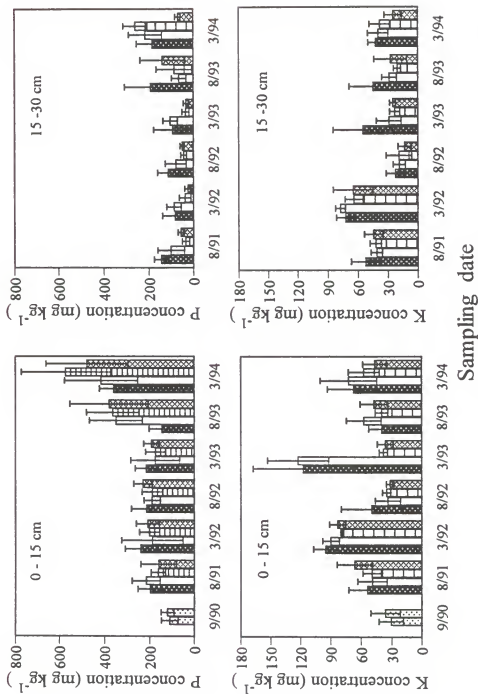 P concentration (mg kg-1)
800
600
400
200
0
0 - 15 cm
9/90 8/91 3/92 8/92 3/93 8/93 3/94
P concentration (mg kg-1)
800
600
400
200
0
15 -30 cm
8/91 3/92 8/92 3/93 8/93 3/94
K concentration (mg kg-1)
180
150
120
90
60
30
0
0 - 15 cm
9/90 8/91 3/92 8/92 3/93 8/93 3/94
K concentration (mg kg-1)
180
150
120
90
60
30
0
15 -30 cm
8/91 3/92 8/92 3/93 8/93 3/94
Sampling date